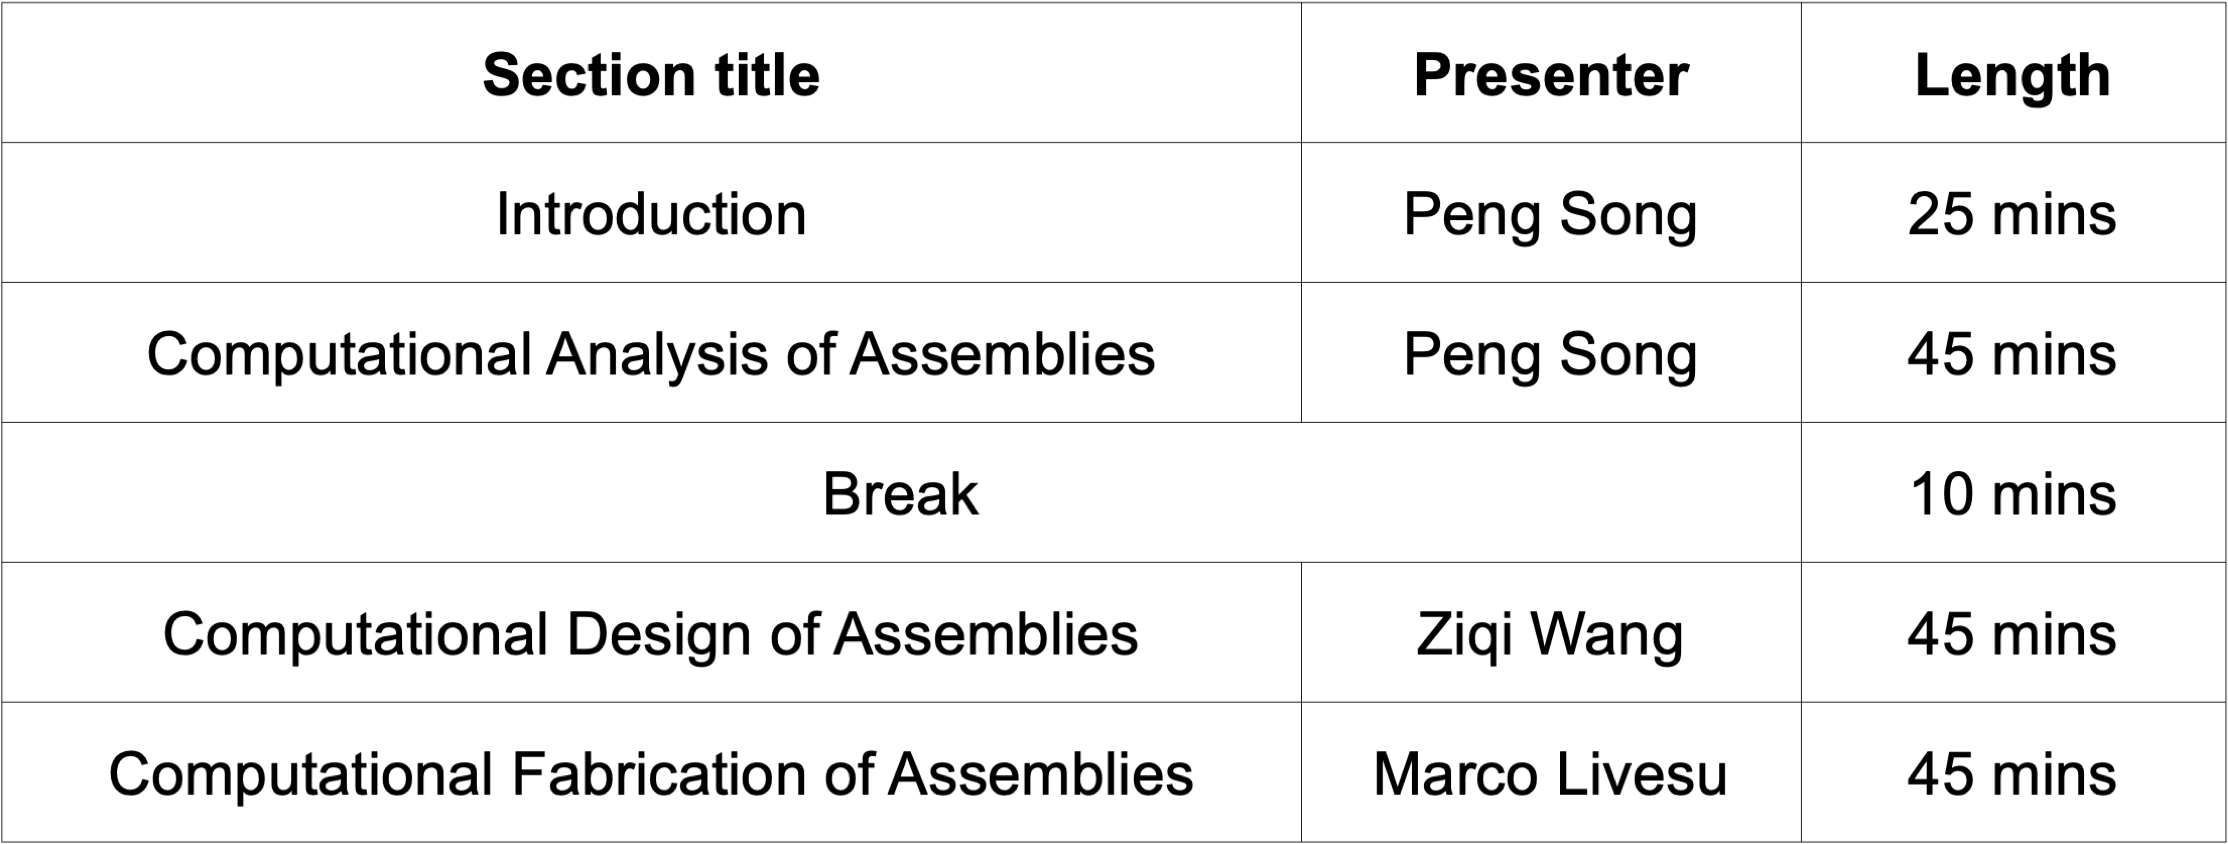 Section title Presenter Length
Introduction Peng Song 25 mins
Computational Analysis of Assemblies Peng Song 45 mins
Break 10 mins
Computational Design of Assemblies Ziqi Wang 45 mins
Computational Fabrication of Assemblies Marco Livesu 45 mins